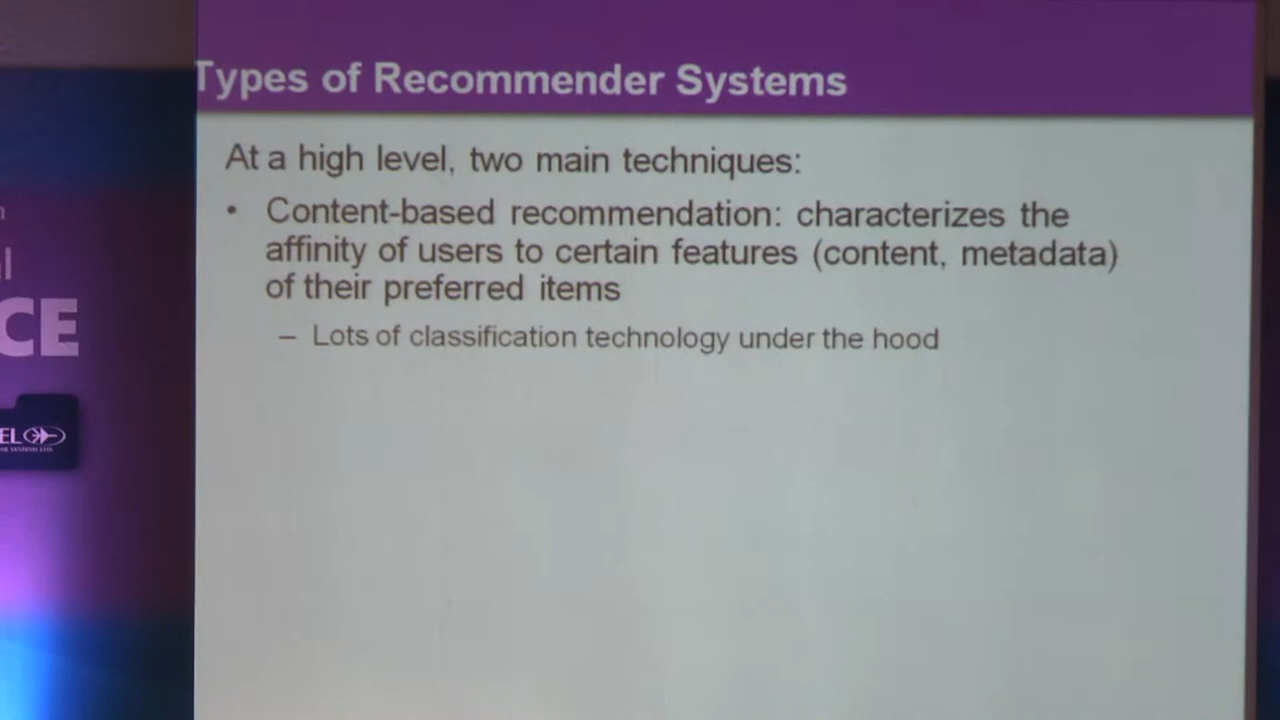 Types of Recommender Systems
At a high level, two main techniques:
• Content-based recommendation: characterizes the
affinity of users to certain features (content, metadata)
of their preferred items
– Lots of classification technology under the hood
CE
EL